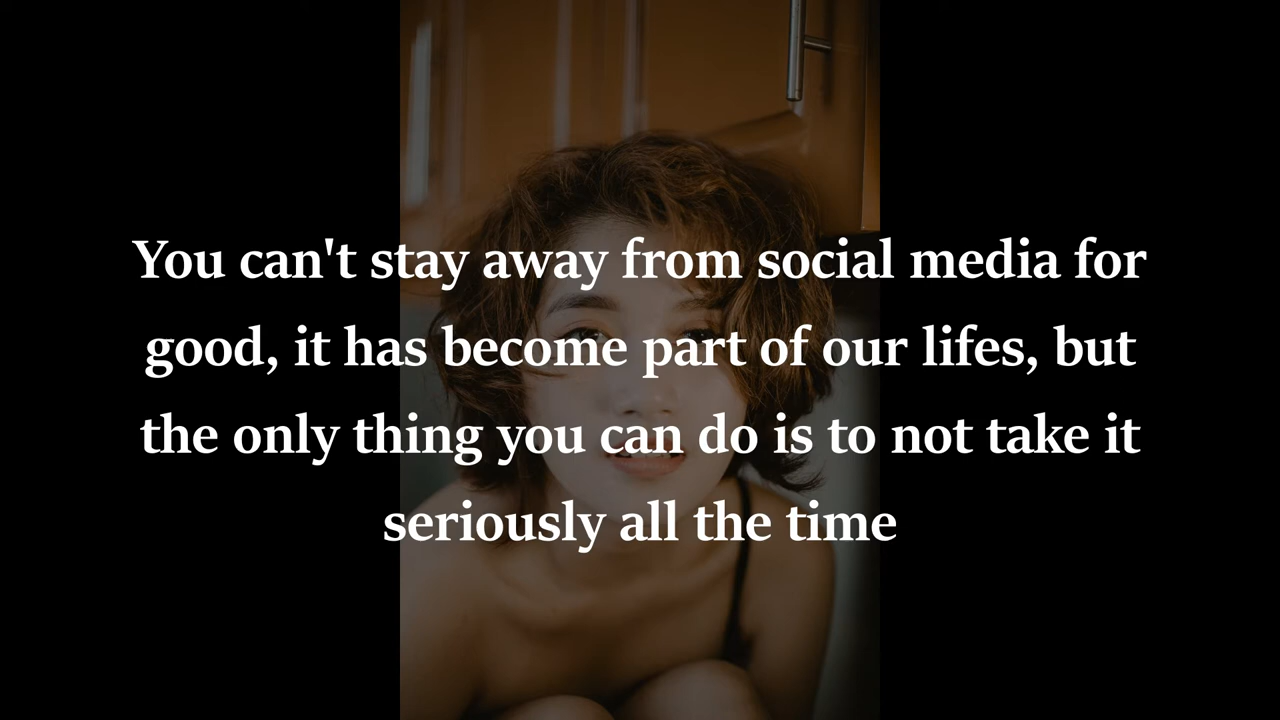 You can't stay away from social media for
good, it has become part of our lifes, but
the only thing you can do is to not take it
seriously all the time